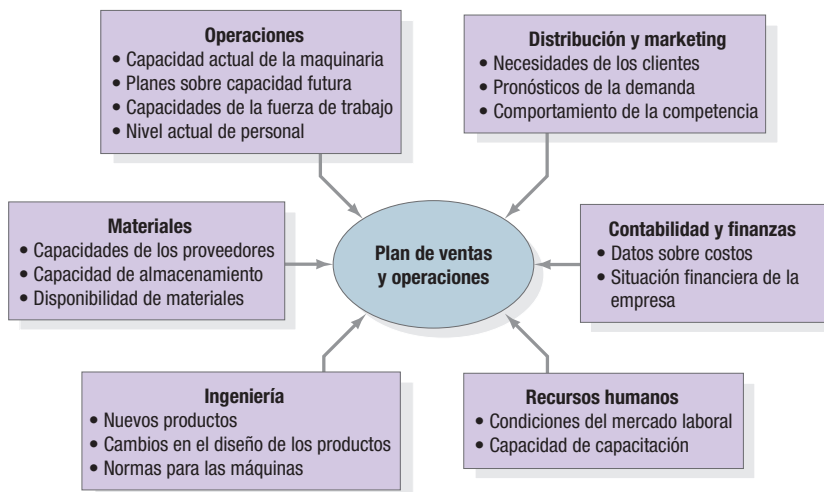 Operaciones
• Capacidad actual de la maquinaria
• Planes sobre capacidad futura
• Capacidades de la fuerza de trabajo
• Nivel actual de personal
Distribución y marketing
• Necesidades de los clientes
• Pronósticos de la demanda
• Comportamiento de la competencia
Materiales
• Capacidades de los proveedores
• Capacidad de almacenamiento
• Disponibilidad de materiales
Plan de ventas
y operaciones
Contabilidad y finanzas
• Datos sobre costos
• Situación financiera de la
empresa
Ingeniería
• Nuevos productos
• Cambios en el diseño de los productos
• Normas para las máquinas
Recursos humanos
• Condiciones del mercado laboral
• Capacidad de capacitación